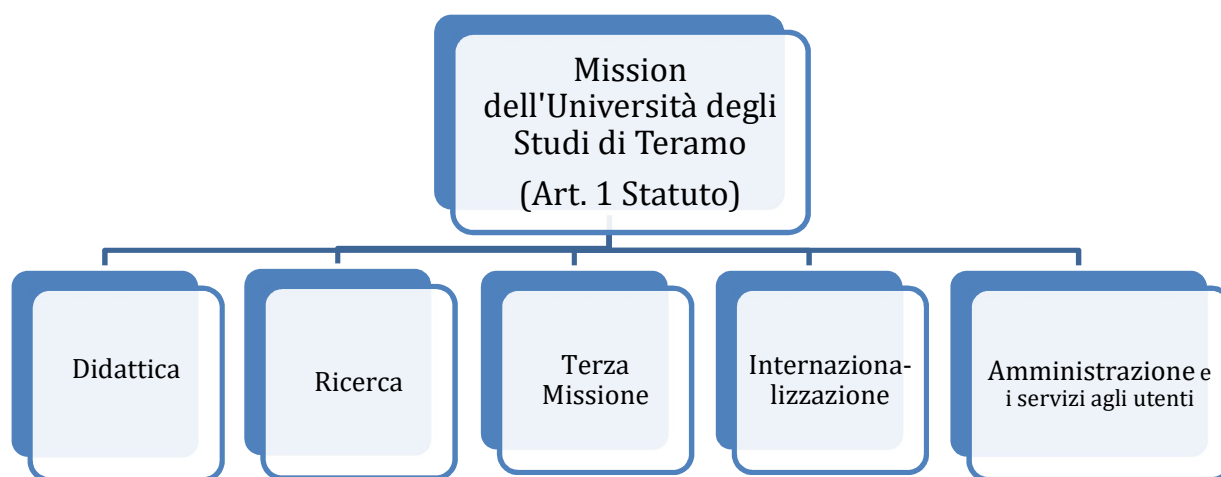 Mission
dell'Università degli
Studi di Teramo
(Art. 1 Statuto)
Didattica
Ricerca
Terza
Missione
Internaziona-
lizzazione
Amministrazione e
i servizi agli utenti